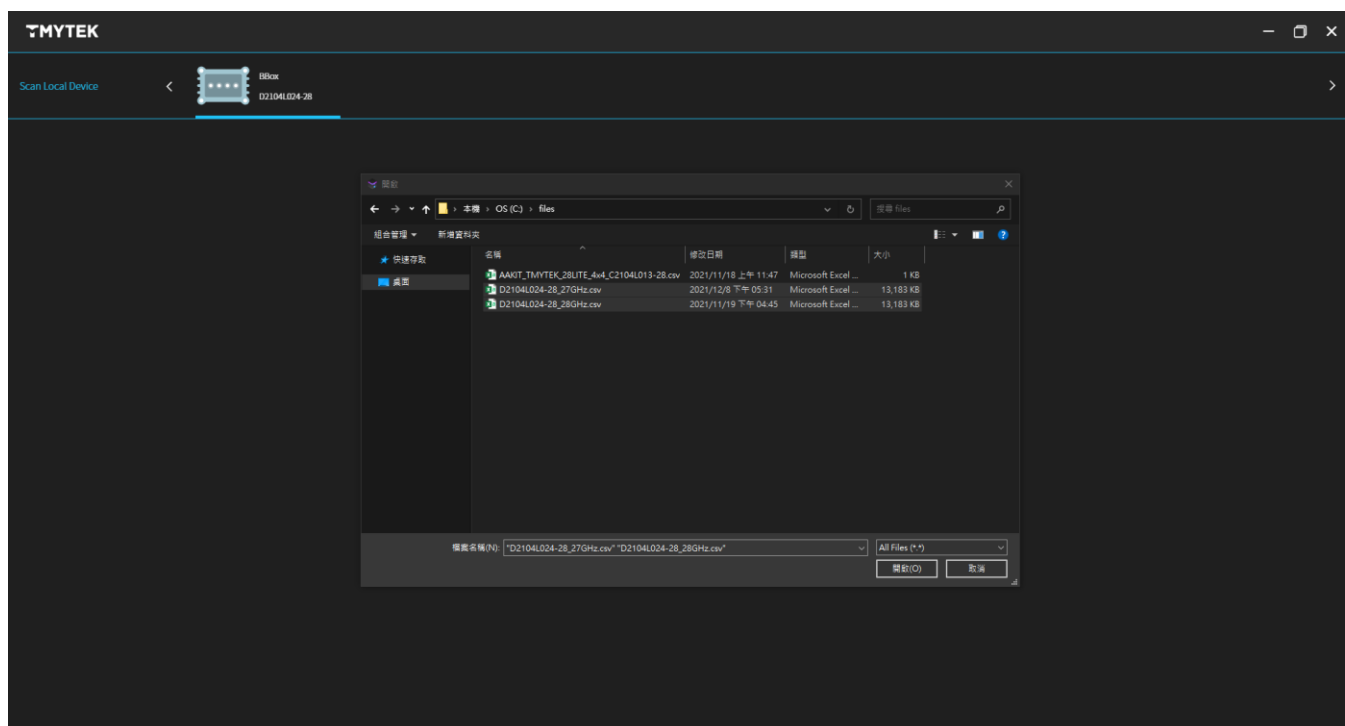 TMYTEK
Scan Local Device
BBox
D2104L024-28
開啟
本機 › OS (C:) › files
搜尋 files
組合管理
新增資料夾
名稱 修改日期 類型 大小
快速存取
桌面
AAKIT_TMYTEK_28LITE_4x4_C2104L013-28.csv 2021/11/18 上午 11:47 Microsoft Excel ... 1 KB
D2104L024-28_27GHz.csv 2021/12/8 下午 05:31 Microsoft Excel ... 13,183 KB
D2104L024-28_28GHz.csv 2021/11/19 下午 04:45 Microsoft Excel ... 13,183 KB
檔案名稱(N): "D2104L024-28_27GHz.csv" "D2104L024-28_28GHz.csv" All Files (*.*)
開啟(O) 取消